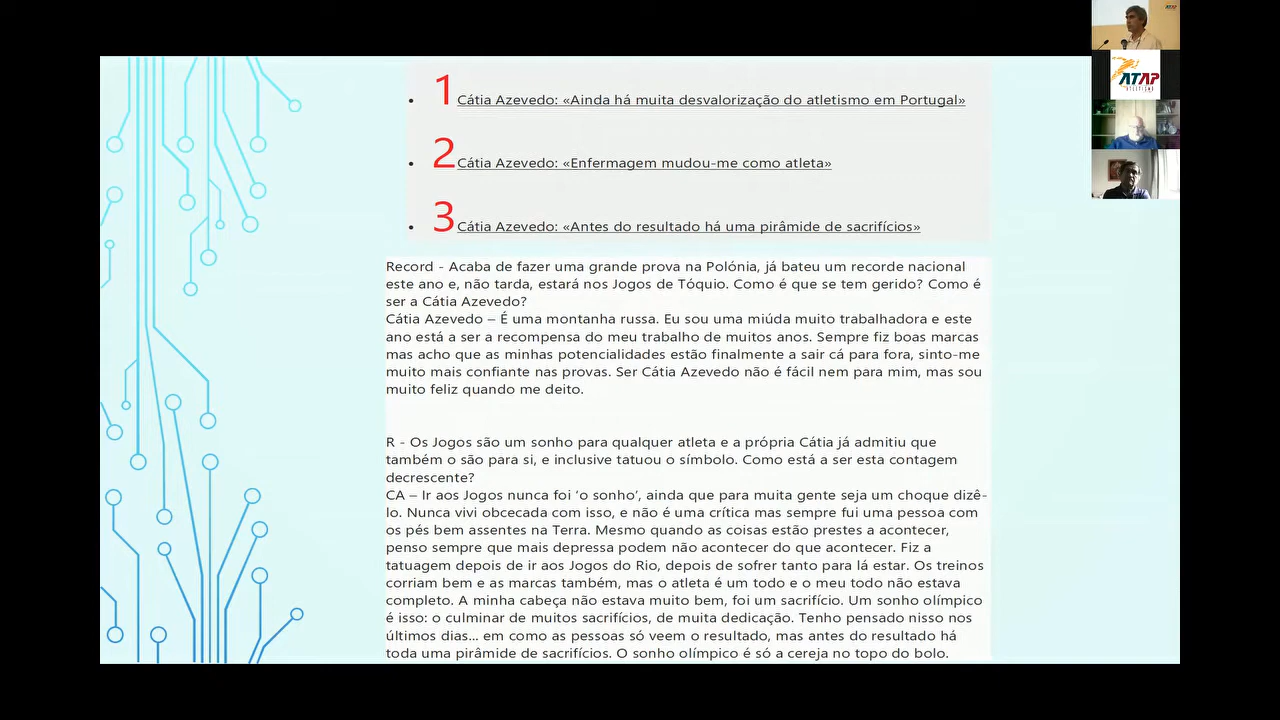 1 Cátia Azevedo: «Ainda há muita desvalorização do atletismo em Portugal»
2 Cátia Azevedo: «Enfermagem mudou-me como atleta»
3 Cátia Azevedo: «Antes do resultado há uma pirâmide de sacrifícios»
Record - Acaba de fazer uma grande prova na Polónia, já bateu um recorde nacional
este ano e, não tarda, estará nos Jogos de Tóquio. Como é que se tem gerido? Como é
ser a Cátia Azevedo?
Cátia Azevedo – É uma montanha russa. Eu sou uma miúda muito trabalhadora e este
ano está a ser a recompensa do meu trabalho de muitos anos. Sempre fiz boas marcas
mas acho que as minhas potencialidades estão finalmente a sair cá para fora, sinto-me
muito mais confiante nas provas. Ser Cátia Azevedo não é fácil nem para mim, mas sou
muito feliz quando me deito.
R - Os Jogos são um sonho para qualquer atleta e a própria Cátia já admitiu que
também o são para si, e inclusive tatuou o símbolo. Como está a ser esta contagem
decrescente?
CA – Ir aos Jogos nunca foi ‘o sonho’, ainda que para muita gente seja um choque dizê-
lo. Nunca vivi obcecada com isso, e não é uma crítica mas sempre fui uma pessoa com
os pés bem assentes na Terra. Mesmo quando as coisas estão prestes a acontecer,
penso sempre que mais depressa podem não acontecer do que acontecer. Fiz a
tatuagem depois de ir aos Jogos do Rio, depois de sofrer tanto para lá estar. Os treinos
corriam bem e as marcas também, mas o atleta é um todo e o meu todo não estava
completo. A minha cabeça não estava muito bem, foi um sacrifício. Um sonho olímpico
é isso: o culminar de muitos sacrifícios, de muita dedicação. Tenho pensado nisso nos
últimos dias... em como as pessoas só veem o resultado, mas antes do resultado há
toda uma pirâmide de sacrifícios. O sonho olímpico é só a cereja no topo do bolo.
ATAP
ATLETISMO